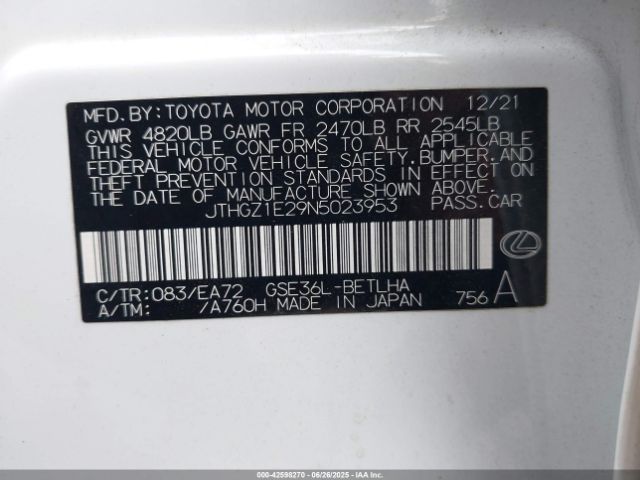 MFD.BY:TOYOTA MOTOR CORPORATION 12/21
GVWR 4820LB GAWR FR 2470LB RR 2545LB
THIS VEHICLE CONFORMS TO ALL APPLICABLE
FEDERAL MOTOR VEHICLE SAFETY,BUMPER,AND
THEFT PREVENTION STANDARDS IN EFFECT ON
THE DATE OF MANUFACTURE SHOWN ABOVE.
JTHGZ1E29N5023953 PASS.CAR
C/TR:083/EA72 GSE36L-BETLHA
A/TM: /A760H MADE IN JAPAN 756 A
000-42598270 06/26/2025 IAAI.COM